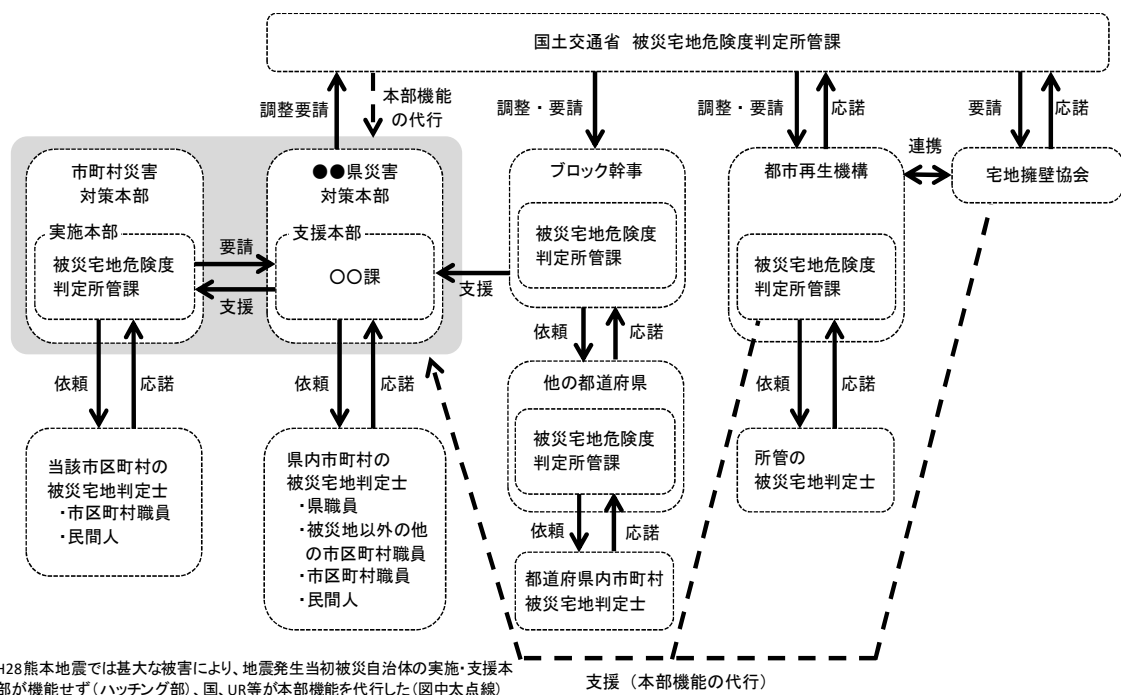 国土交通省 被災宅地危険度判定所管課
調整要請
本部機能
の代行
調整・要請
調整・要請
応諾
要請
応諾
市町村災害
対策本部
実施本部
被災宅地危険度
判定所管課
要請
支援
●●県災害
対策本部
支援本部
〇〇課
支援
ブロック幹事
被災宅地危険度
判定所管課
都市再生機構
被災宅地危険度
判定所管課
連携
宅地擁壁協会
依頼
応諾
依頼
応諾
依頼
応諾
依頼
応諾
当該市区町村の
被災宅地判定士
・市区町村職員
・民間人
県内市町村の
被災宅地判定士
・県職員
・被災地以外の他
の市区町村職員
・市区町村職員
・民間人
他の都道府県
被災宅地危険度
判定所管課
依頼
応諾
都道府県内市町村
被災宅地判定士
所管の
被災宅地判定士
H28熊本地震では甚大な被害により、地震発生当初被災自治体の実施・支援本
部が機能せず(ハッチング部)、国、UR等が本部機能を代行した(図中太点線)
支援(本部機能の代行)